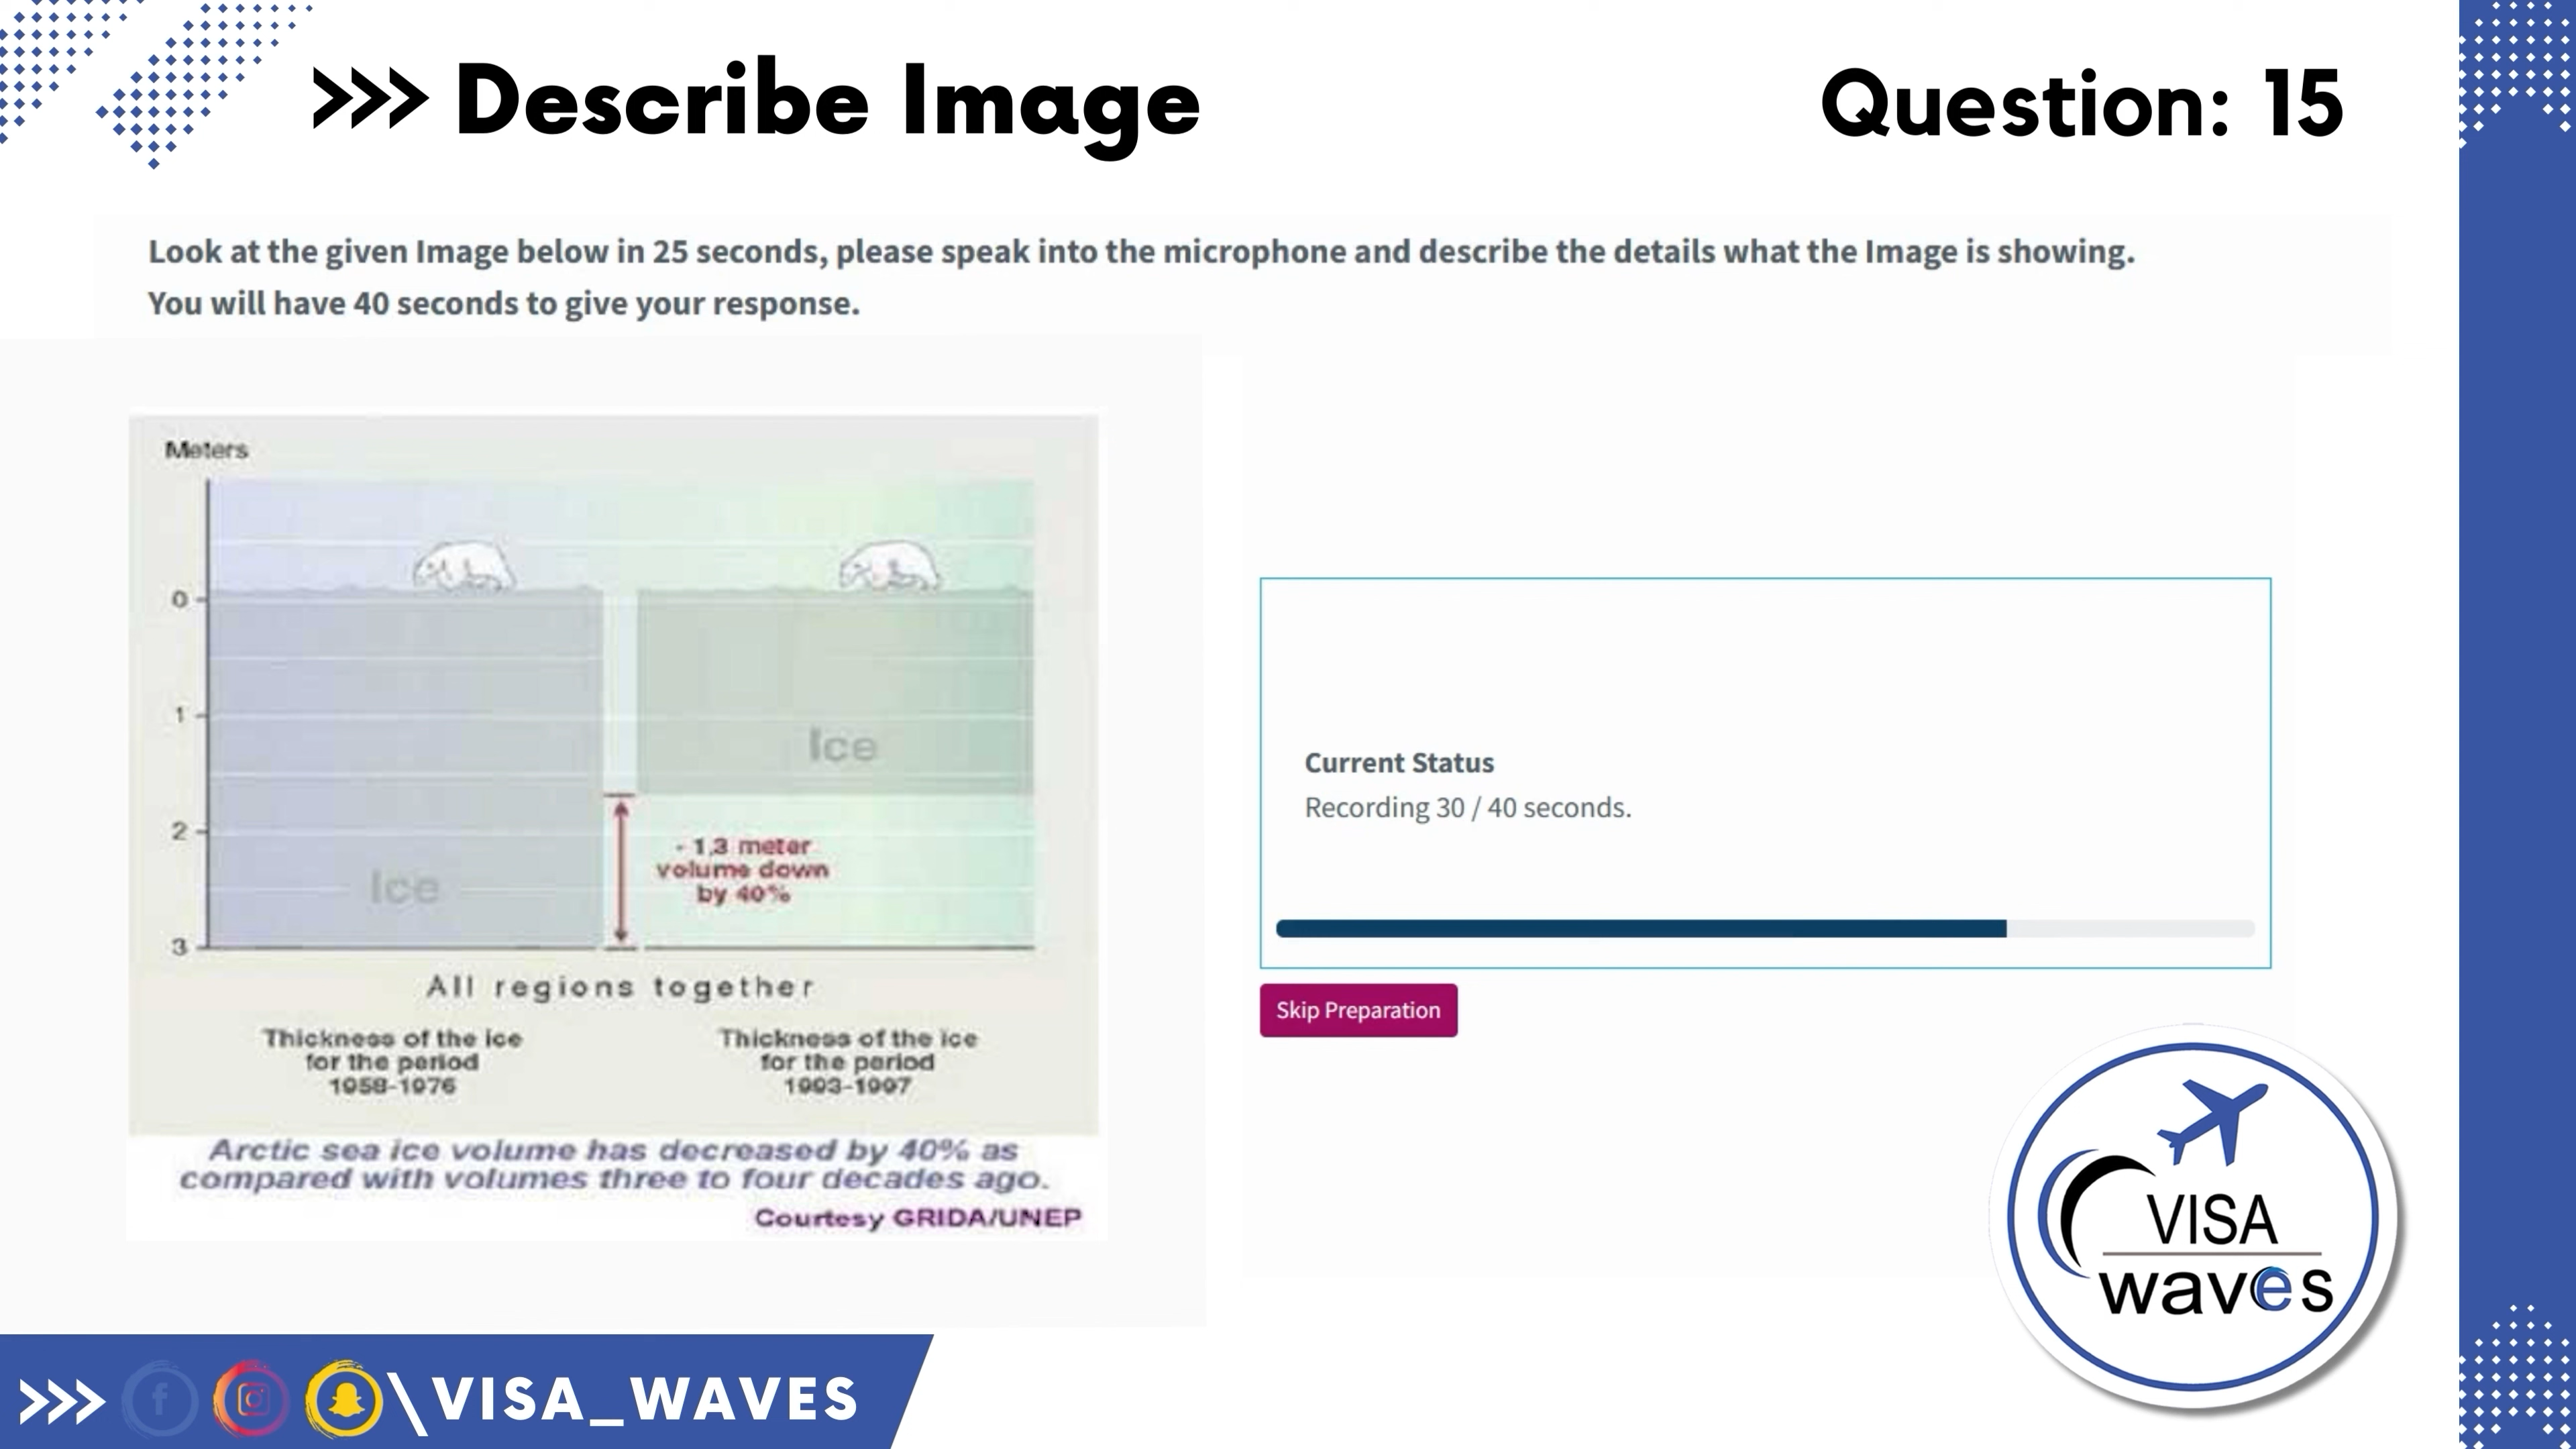 >>> Describe Image
Question: 15
Look at the given Image below in 25 seconds, please speak into the microphone and describe the details what the Image is showing.
You will have 40 seconds to give your response.
Meters
0
1
2
3
Ice
Ice
- 1,3 meter
volume down
by 40%
All regions together
Thickness of the ice
for the period
1958-1976
Thickness of the ice
for the period
1993-1997
Arctic sea ice volume has decreased by 40% as
compared with volumes three to four decades ago.
Courtesy GRIDA/UNEP
Current Status
Recording 30 / 40 seconds.
Skip Preparation
VISA
waves
>>> f \VISA_WAVES